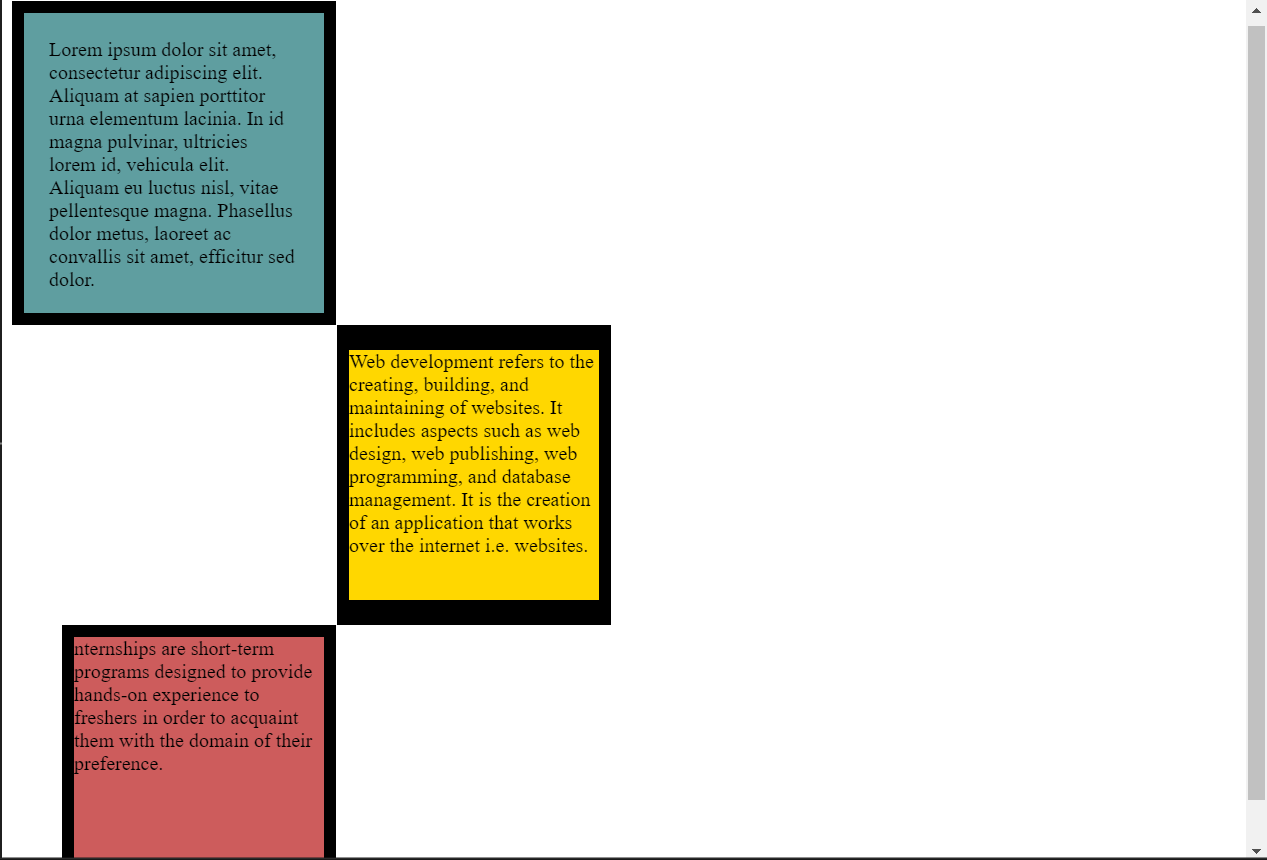 Lorem ipsum dolor sit amet,
consectetur adipiscing elit.
Aliquam at sapien porttitor
urna elementum lacinia. In id
magna pulvinar, ultricies
lorem id, vehicula elit.
Aliquam eu luctus nisl, vitae
pellentesque magna. Phasellus
dolor metus, laoreet ac
convallis sit amet, efficitur sed
dolor.
Web development refers to the
creating, building, and
maintaining of websites. It
includes aspects such as web
design, web publishing, web
programming, and database
management. It is the creation
of an application that works
over the internet i.e. websites.
nternships are short-term
programs designed to provide
hands-on experience to
freshers in order to acquaint
them with the domain of their
preference.